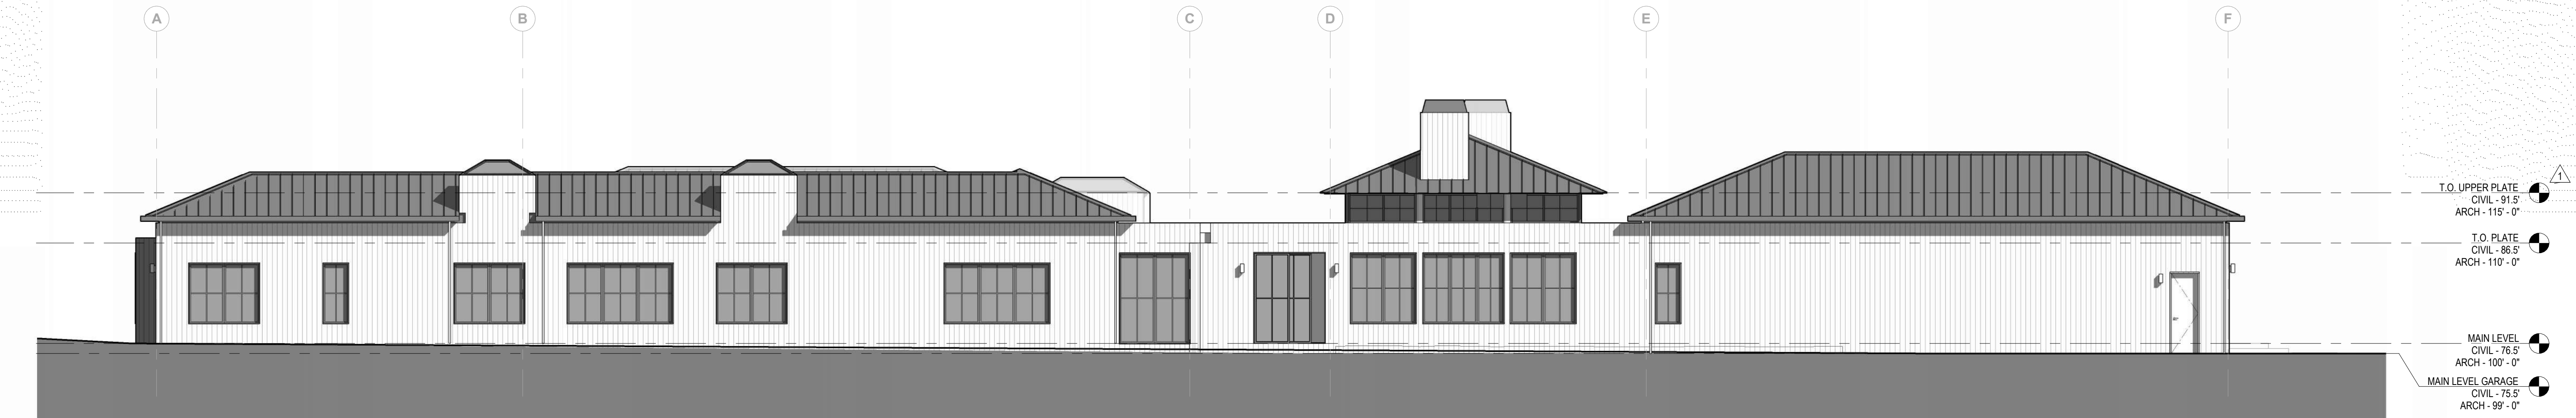 A B C D E F
1
T.O. UPPER PLATE
CIVIL - 91.5'
ARCH - 115' - 0"
T.O. PLATE
CIVIL - 86.5'
ARCH - 110' - 0"
MAIN LEVEL
CIVIL - 76.5'
ARCH - 100' - 0"
MAIN LEVEL GARAGE
CIVIL - 75.5'
ARCH - 99' - 0"